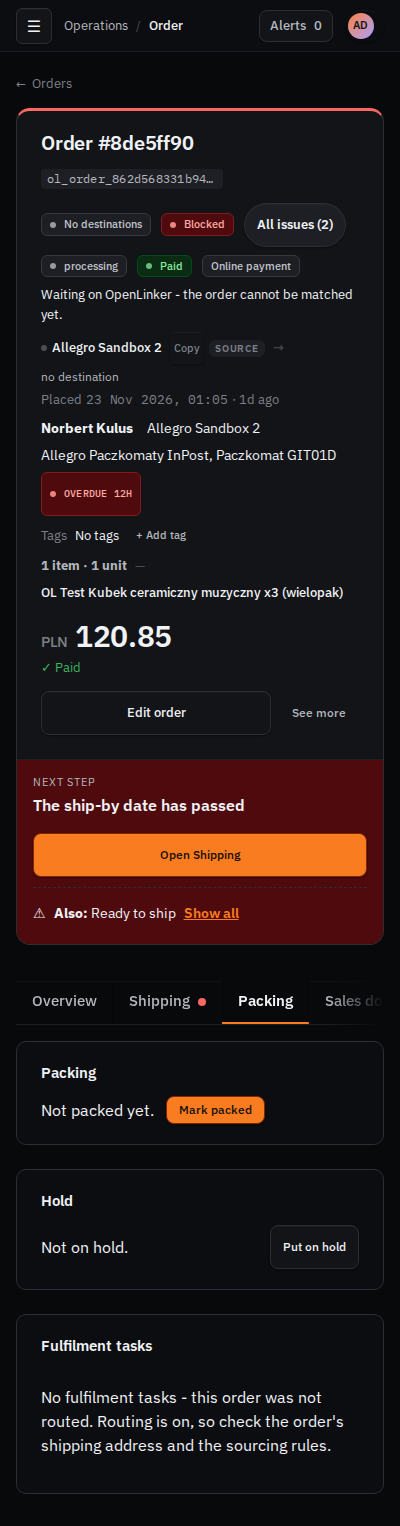 ☰ Operations / Order Alerts 0 AD
← Orders
Order #8de5ff90
ol_order_862d568331b94…
No destinations Blocked All issues (2)
processing Paid Online payment
Waiting on OpenLinker - the order cannot be matched
yet.
Allegro Sandbox 2 Copy SOURCE →
no destination
Placed 23 Nov 2026, 01:05 · 1d ago
Norbert Kulus Allegro Sandbox 2
Allegro Paczkomaty InPost, Paczkomat GIT01D
OVERDUE 12H
Tags No tags + Add tag
1 item · 1 unit —
OL Test Kubek ceramiczny muzyczny x3 (wielopak)
PLN 120.85
✓ Paid
Edit order See more
NEXT STEP
The ship-by date has passed
Open Shipping
⚠ Also: Ready to ship Show all
Overview Shipping Packing Sales do
Packing
Not packed yet. Mark packed
Hold
Not on hold. Put on hold
Fulfilment tasks
No fulfilment tasks - this order was not
routed. Routing is on, so check the order's
shipping address and the sourcing rules.